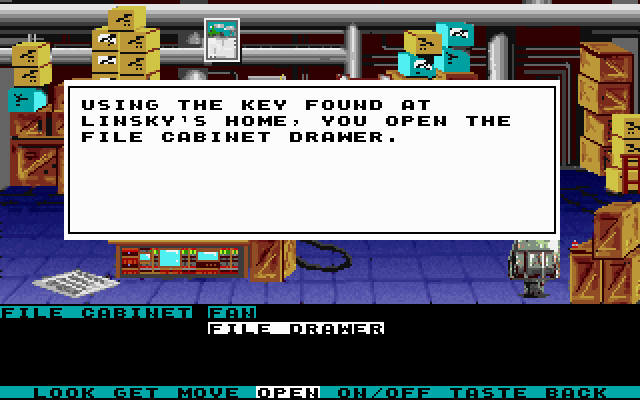 USING THE KEY FOUND AT
LINSKY'S HOME, YOU OPEN THE
FILE CABINET DRAWER.
FILE CABINET FAN
FILE DRAWER
LOOK GET MOVE OPEN ON/OFF TASTE BACK